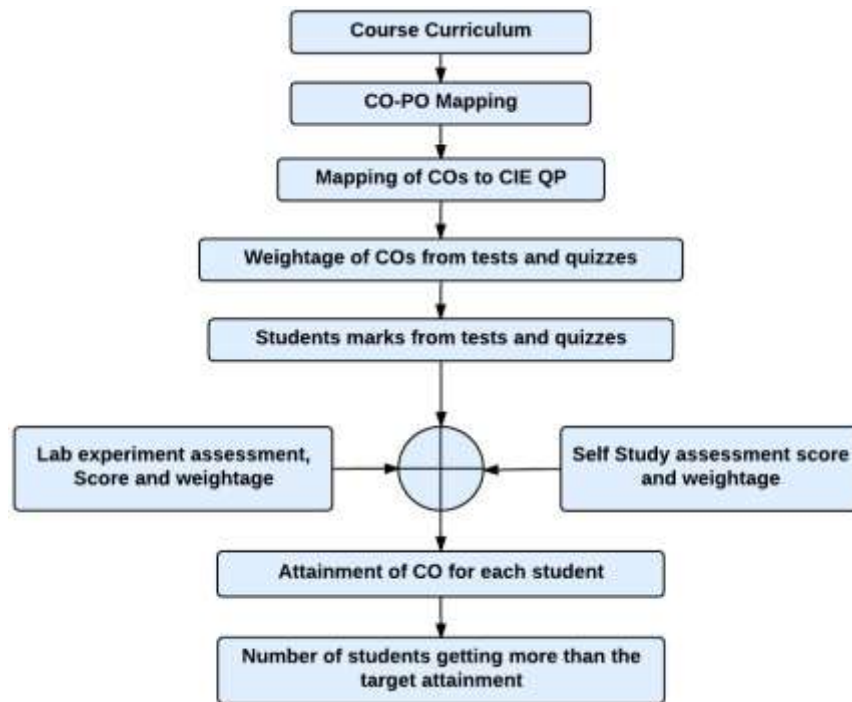 Course Curriculum
CO-PO Mapping
Mapping of COs to CIE QP
Weightage of COs from tests and quizzes
Students marks from tests and quizzes
Lab experiment assessment,
Score and weightage
Self Study assessment score
and weightage
Attainment of CO for each student
Number of students getting more than the
target attainment